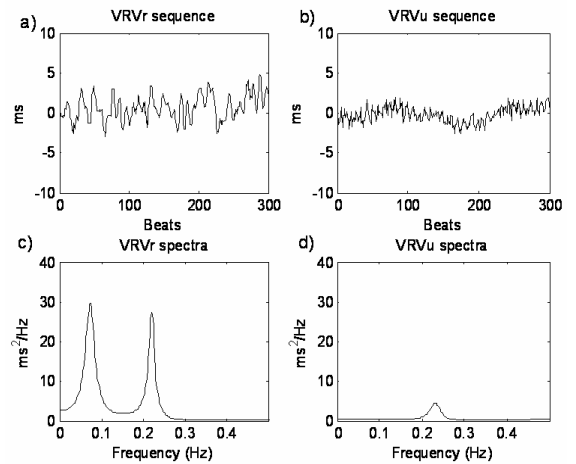 a) VRVr sequence
10
5
0
-5
-10
ms
0 100 200 300
Beats
b) VRVu sequence
10
5
0
-5
-10
ms
0 100 200 300
Beats
c) VRVr spectra
40
30
20
10
0
ms²/Hz
0 0.1 0.2 0.3 0.4
Frequency (Hz)
d) VRVu spectra
40
30
20
10
0
ms²/Hz
0 0.1 0.2 0.3 0.4
Frequency (Hz)